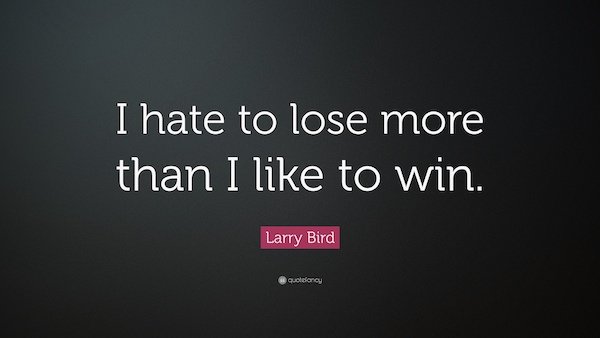 I hate to lose more
than I like to win.
Larry Bird
quotefancy